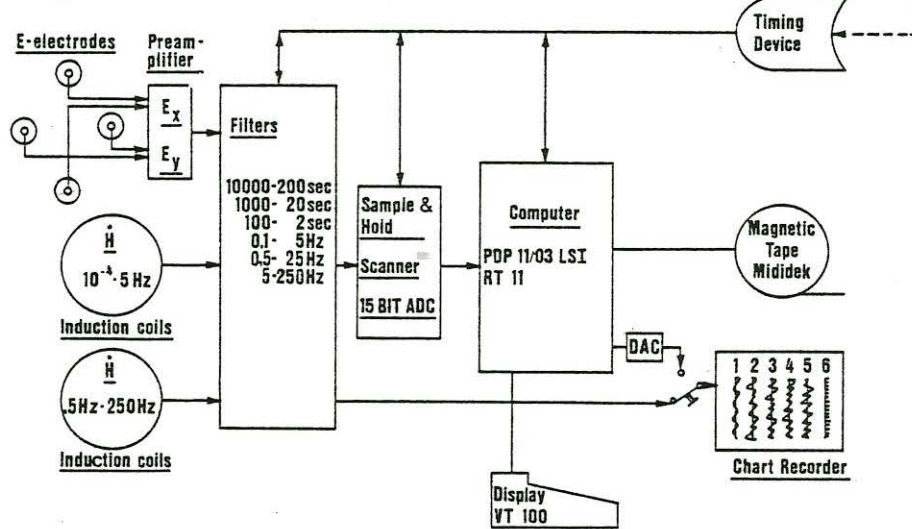 Timing
Device
E-electrodes
Pream-
plifier
Ex
Ey
Filters
10000-200sec
1000- 20sec
100- 2sec
0.1- 5Hz
0.5- 25Hz
5-250Hz
Sample &
Hold
Scanner
15 BIT ADC
Computer
PDP 11/03 LSI
RT 11
Magnetic
Tape
Mididek
Ḣ
10⁻⁴-5 Hz
Induction coils
Ḣ
.5Hz-250Hz
Induction coils
DAC
1 2 3 4 5 6
Chart Recorder
Display
VT 100